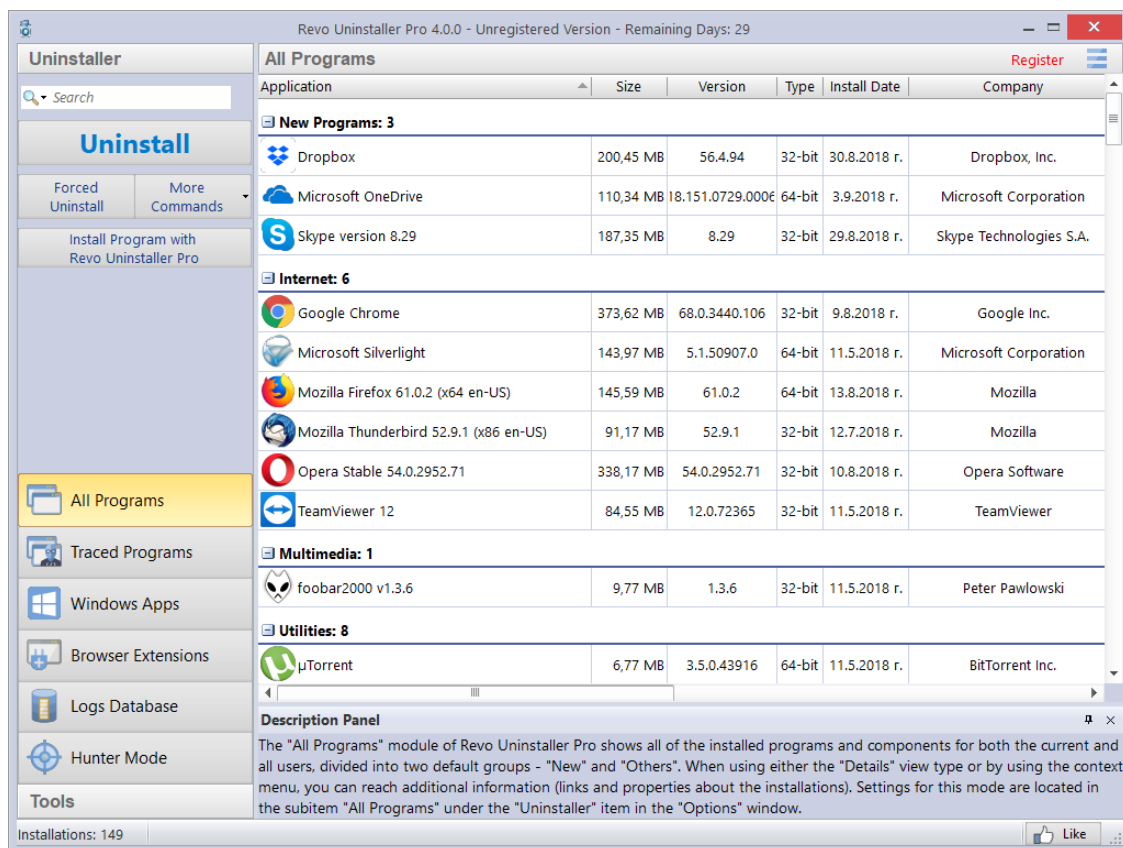 Revo Uninstaller Pro 4.0.0 - Unregistered Version - Remaining Days: 29
Uninstaller
Search
Uninstall
Forced Uninstall
More Commands
Install Program with
Revo Uninstaller Pro
All Programs
Traced Programs
Windows Apps
Browser Extensions
Logs Database
Hunter Mode
Tools
All Programs Register
Application Size Version Type Install Date Company
New Programs: 3
Dropbox 200,45 MB 56.4.94 32-bit 30.8.2018 г. Dropbox, Inc.
Microsoft OneDrive 110,34 MB 18.151.0729.0006 64-bit 3.9.2018 г. Microsoft Corporation
Skype version 8.29 187,35 MB 8.29 32-bit 29.8.2018 г. Skype Technologies S.A.
Internet: 6
Google Chrome 373,62 MB 68.0.3440.106 32-bit 9.8.2018 г. Google Inc.
Microsoft Silverlight 143,97 MB 5.1.50907.0 64-bit 11.5.2018 г. Microsoft Corporation
Mozilla Firefox 61.0.2 (x64 en-US) 145,59 MB 61.0.2 64-bit 13.8.2018 г. Mozilla
Mozilla Thunderbird 52.9.1 (x86 en-US) 91,17 MB 52.9.1 32-bit 12.7.2018 г. Mozilla
Opera Stable 54.0.2952.71 338,17 MB 54.0.2952.71 32-bit 10.8.2018 г. Opera Software
TeamViewer 12 84,55 MB 12.0.72365 32-bit 11.5.2018 г. TeamViewer
Multimedia: 1
foobar2000 v1.3.6 9,77 MB 1.3.6 32-bit 11.5.2018 г. Peter Pawlowski
Utilities: 8
µTorrent 6,77 MB 3.5.0.43916 64-bit 11.5.2018 г. BitTorrent Inc.
Description Panel
The "All Programs" module of Revo Uninstaller Pro shows all of the installed programs and components for both the current and
all users, divided into two default groups - "New" and "Others". When using either the "Details" view type or by using the context
menu, you can reach additional information (links and properties about the installations). Settings for this mode are located in
the subitem "All Programs" under the "Uninstaller" item in the "Options" window.
Installations: 149
Like